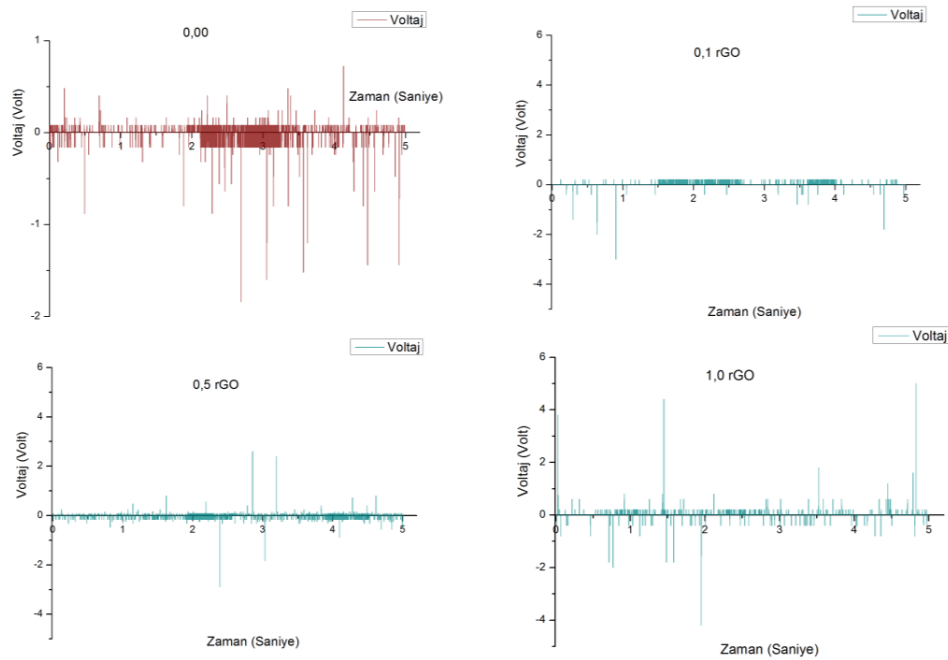 Voltaj
0,00
1
Zaman (Saniye)
0
0 1 2 3 4 5
-1
-2
Voltaj (Volt)
Voltaj
0,1 rGO
6
4
2
0
0 1 2 3 4 5
-2
-4
Voltaj (Volt)
Zaman (Saniye)
Voltaj
0,5 rGO
6
4
2
0
0 1 2 3 4 5
-2
-4
Voltaj (Volt)
Zaman (Saniye)
Voltaj
1,0 rGO
6
4
2
0
0 1 2 3 4 5
-2
-4
Voltaj (Volt)
Zaman (Saniye)